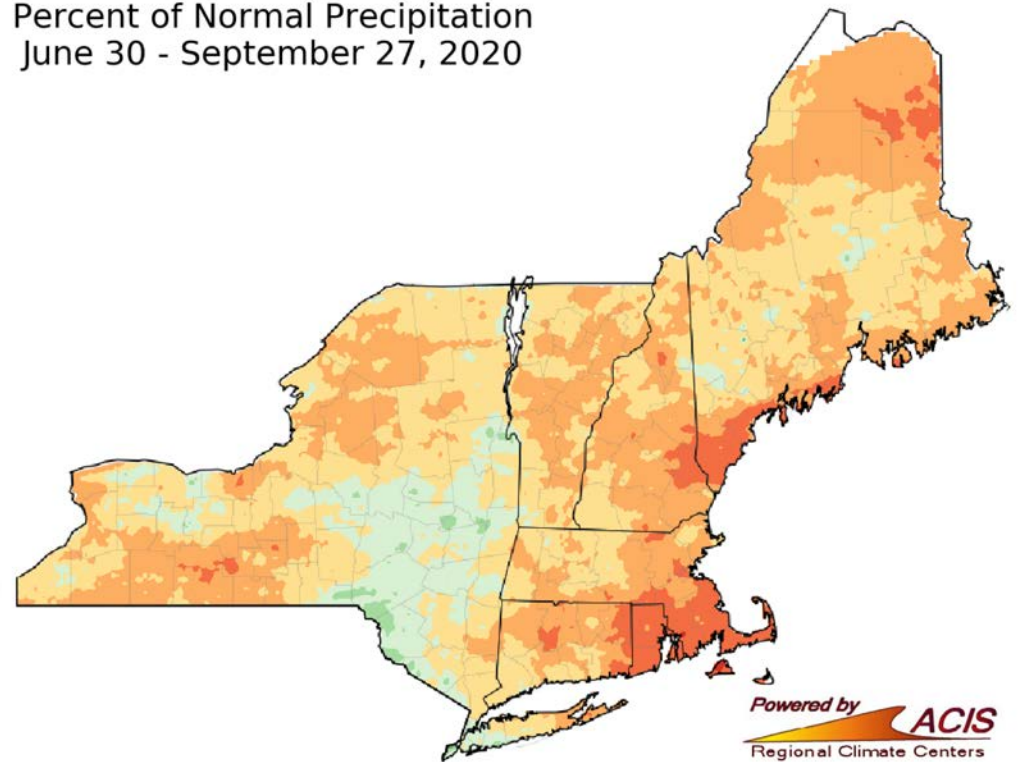 Percent of Normal Precipitation
June 30 - September 27, 2020
Powered by
ACIS
Regional Climate Centers